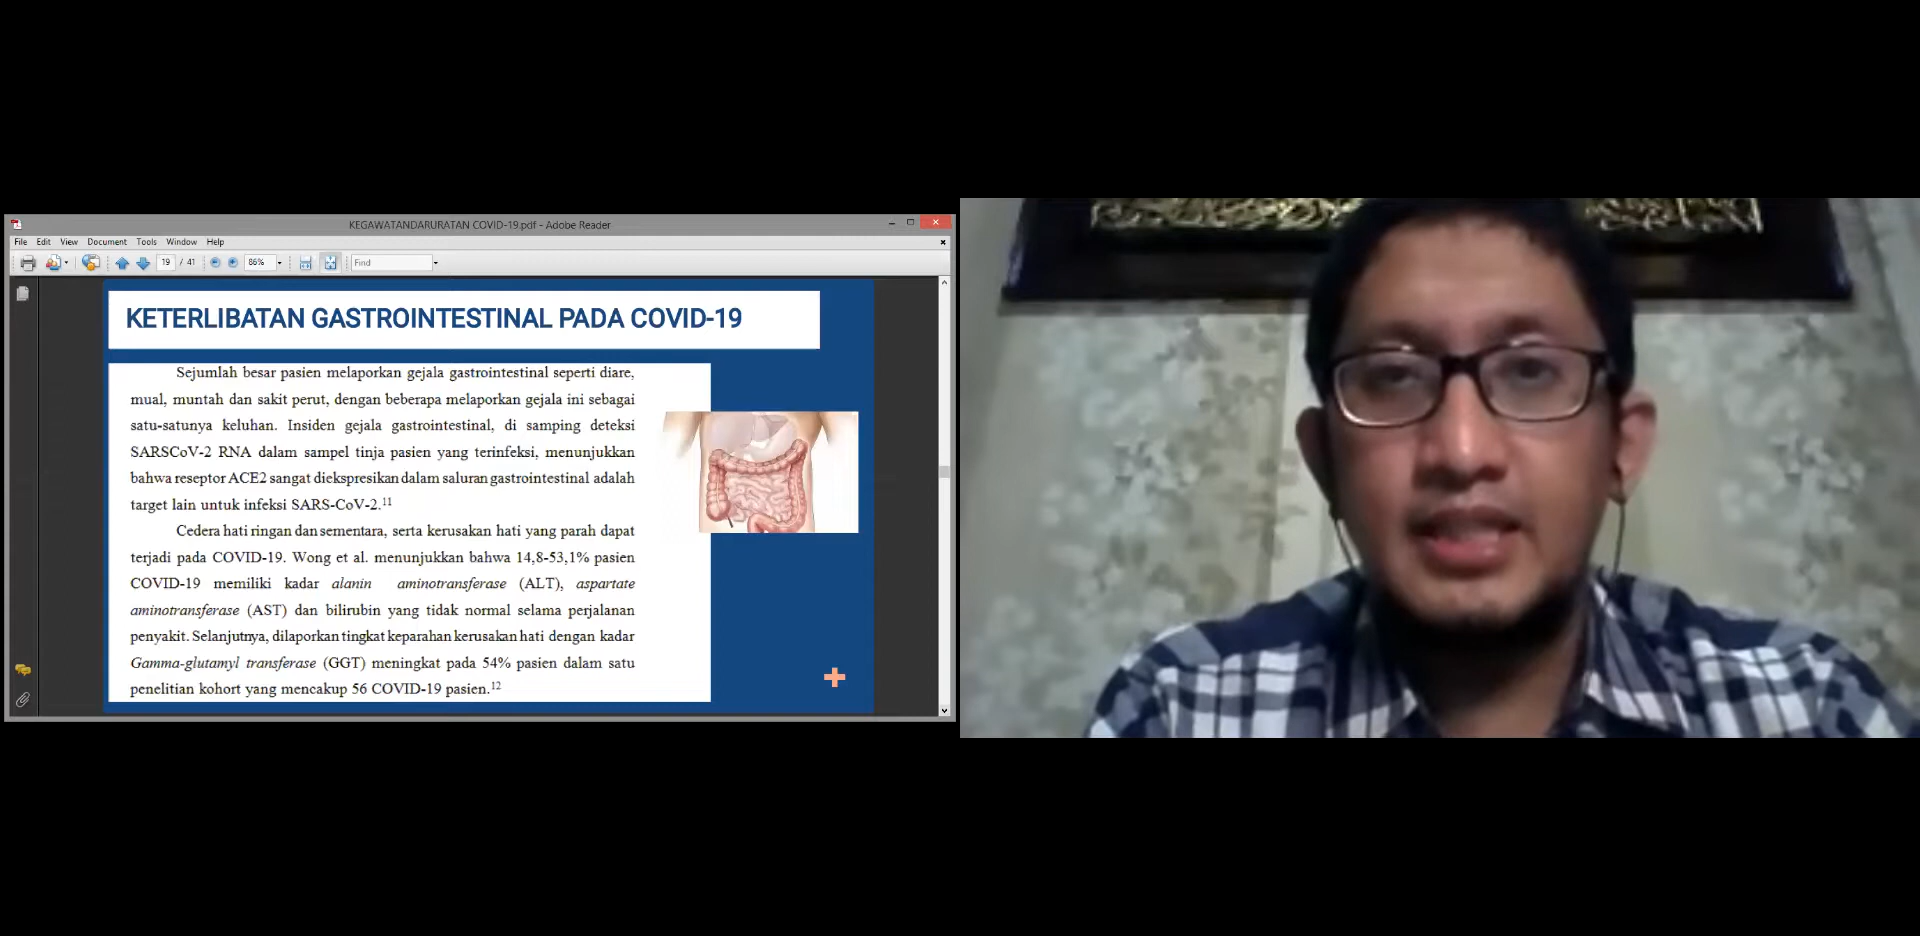 KEGAWATANDARURATAN COVID-19.pdf - Adobe Reader
File Edit View Document Tools Window Help
19 / 41 86% Find
KETERLIBATAN GASTROINTESTINAL PADA COVID-19
Sejumlah besar pasien melaporkan gejala gastrointestinal seperti diare,
mual, muntah dan sakit perut, dengan beberapa melaporkan gejala ini sebagai
satu-satunya keluhan. Insiden gejala gastrointestinal, di samping deteksi
SARSCoV-2 RNA dalam sampel tinja pasien yang terinfeksi, menunjukkan
bahwa reseptor ACE2 sangat diekspresikan dalam saluran gastrointestinal adalah
target lain untuk infeksi SARS-CoV-2.11
Cedera hati ringan dan sementara, serta kerusakan hati yang parah dapat
terjadi pada COVID-19. Wong et al. menunjukkan bahwa 14,8-53,1% pasien
COVID-19 memiliki kadar alanin aminotransferase (ALT), aspartate
aminotransferase (AST) dan bilirubin yang tidak normal selama perjalanan
penyakit. Selanjutnya, dilaporkan tingkat keparahan kerusakan hati dengan kadar
Gamma-glutamyl transferase (GGT) meningkat pada 54% pasien dalam satu
penelitian kohort yang mencakup 56 COVID-19 pasien.12